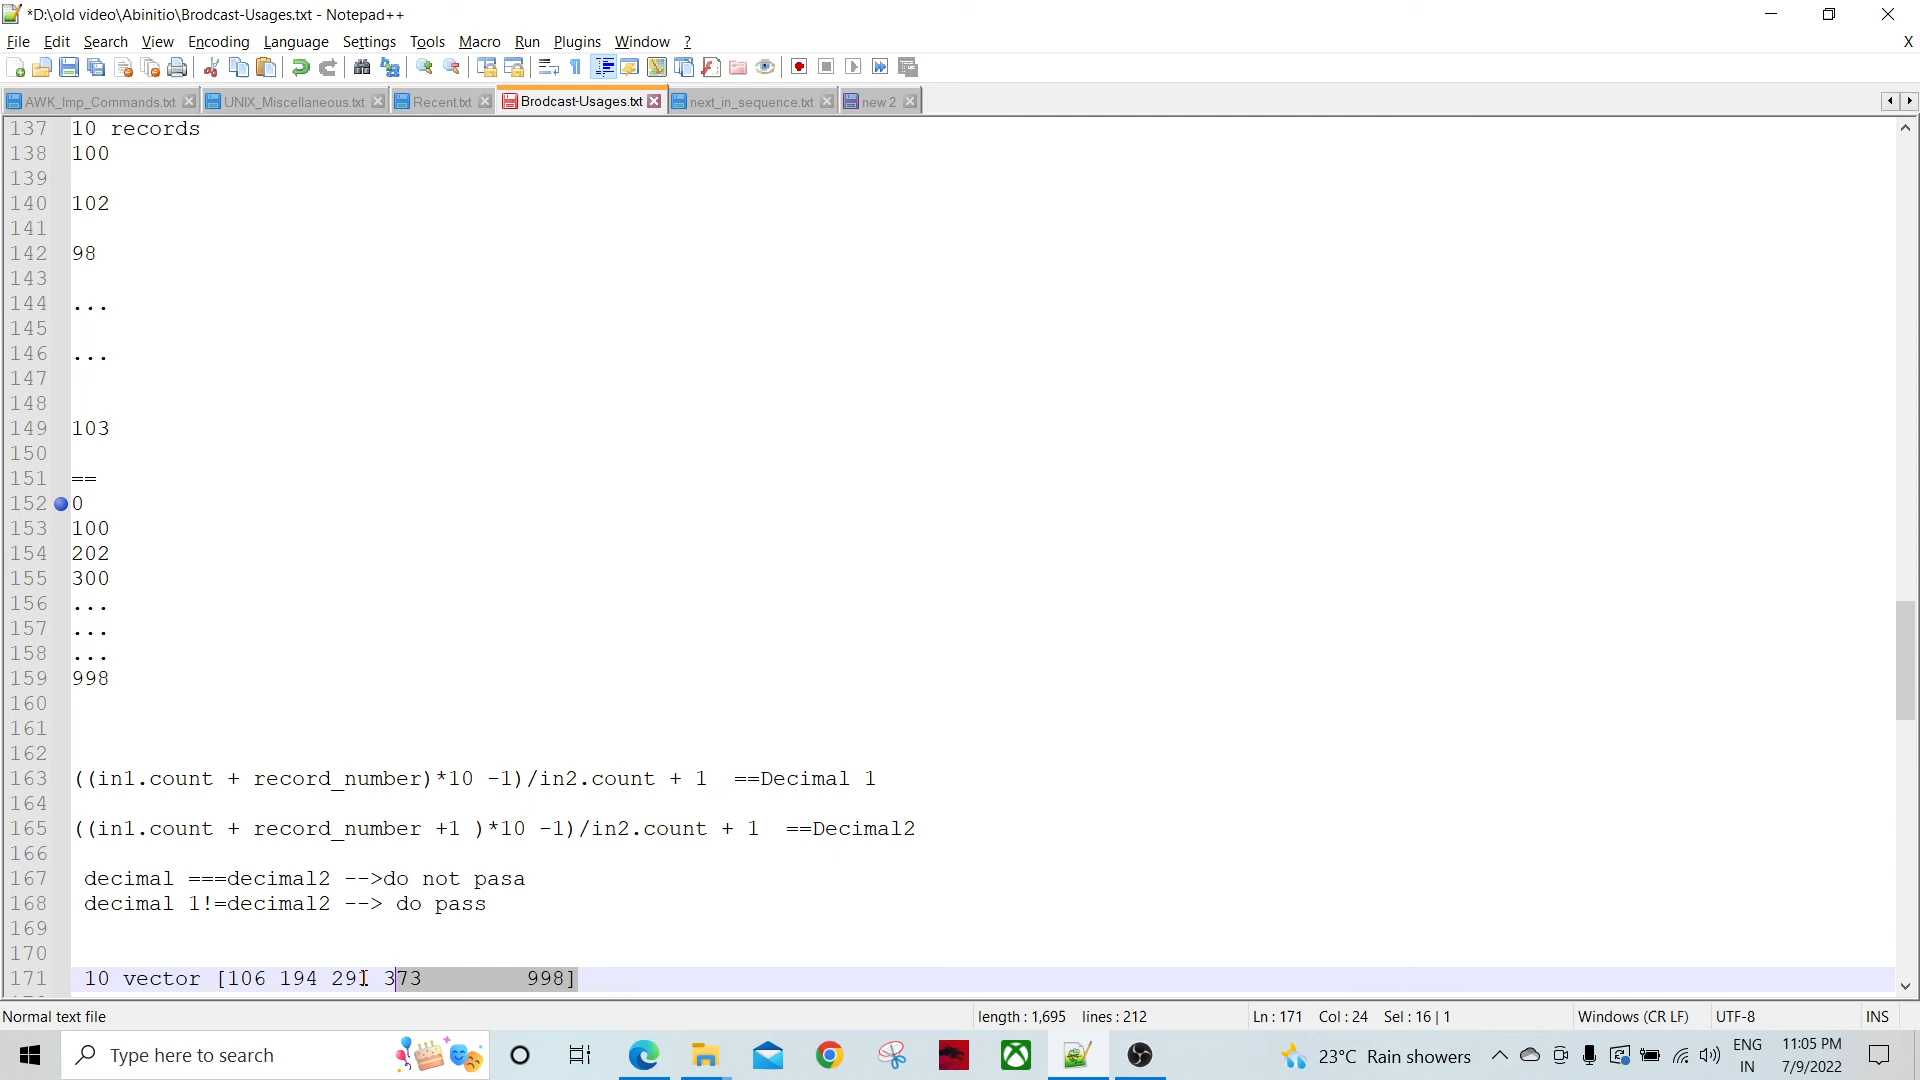 *D:\old video\Abinitio\Brodcast-Usages.txt - Notepad++
File Edit Search View Encoding Language Settings Tools Macro Run Plugins Window ? X
AWK_Imp_Commands.txt UNIX_Miscellaneous.txt Recent.txt Brodcast-Usages.txt next_in_sequence.txt new 2
137 10 records
138 100
139
140 102
141
142 98
143
144 ...
145
146 ...
147
148
149 103
150
151 ==
152 0
153 100
154 202
155 300
156 ...
157 ...
158 ...
159 998
160
161
162
163 ((in1.count + record_number)*10 -1)/in2.count + 1  ==Decimal 1
164
165 ((in1.count + record_number +1 )*10 -1)/in2.count + 1  ==Decimal2
166
167 decimal ===decimal2 -->do not pasa
168 decimal 1!=decimal2 --> do pass
169
170
171 10 vector [106 194 291 373        998]
Normal text file length : 1,695 lines : 212 Ln : 171 Col : 24 Sel : 16 | 1 Windows (CR LF) UTF-8 INS
Type here to search 23°C Rain showers ENG IN 11:05 PM 7/9/2022